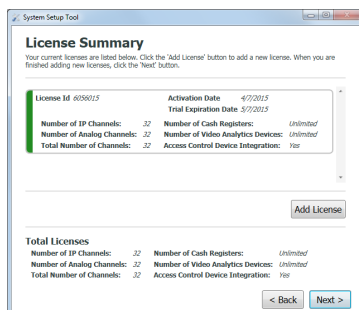 System Setup Tool
License Summary
Your current licenses are listed below. Click the 'Add License' button to add a new license. When you are
finished adding new licenses, click the 'Next' button.
License Id 6056015 Activation Date 4/7/2015
Trial Expiration Date 5/7/2015
Number of IP Channels: 32 Number of Cash Registers: Unlimited
Number of Analog Channels: 32 Number of Video Analytics Devices: Unlimited
Total Number of Channels: 32 Access Control Device Integration: Yes
Add License
Total Licenses
Number of IP Channels: 32 Number of Cash Registers: Unlimited
Number of Analog Channels: 32 Number of Video Analytics Devices: Unlimited
Total Number of Channels: 32 Access Control Device Integration: Yes
< Back Next >